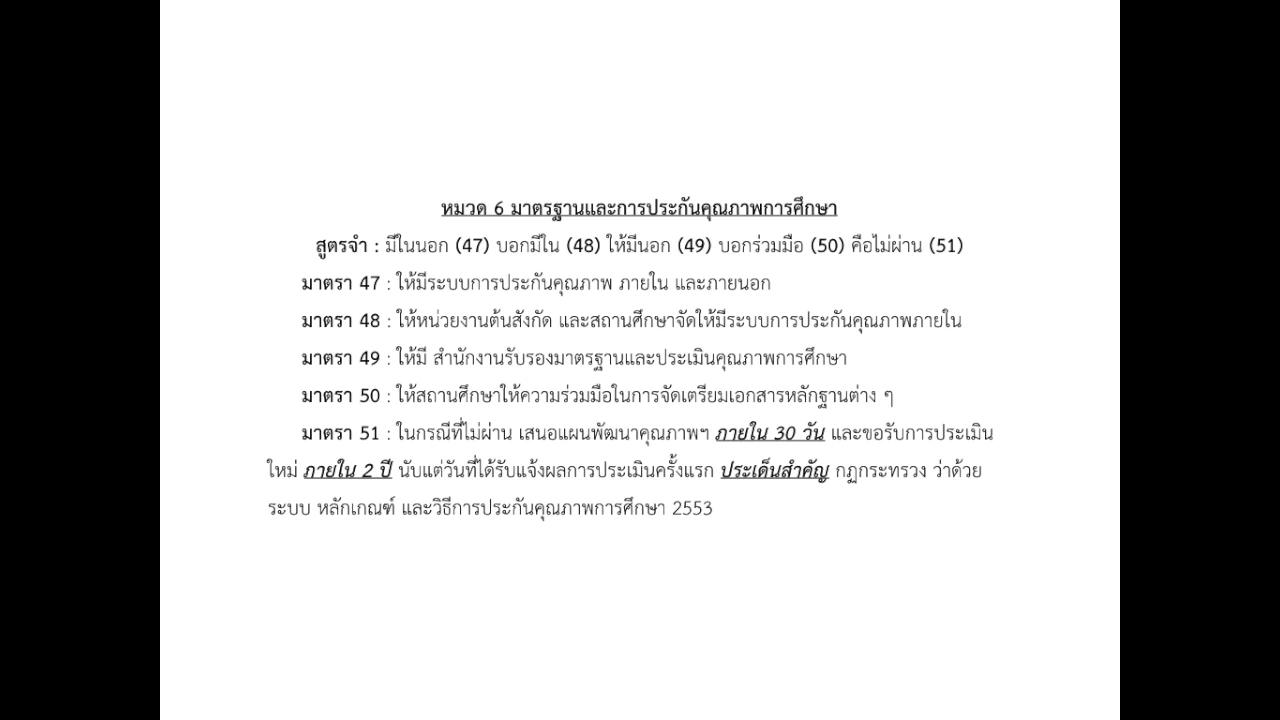 หมวด 6 มาตรฐานและการประกันคุณภาพการศึกษา
สูตรจำ : มีในนอก (47) บอกมีใน (48) ให้มีนอก (49) บอกร่วมมือ (50) คือไม่ผ่าน (51)
มาตรา 47 : ให้มีระบบการประกันคุณภาพ ภายใน และภายนอก
มาตรา 48 : ให้หน่วยงานต้นสังกัด และสถานศึกษาจัดให้มีระบบการประกันคุณภาพภายใน
มาตรา 49 : ให้มี สำนักงานรับรองมาตรฐานและประเมินคุณภาพการศึกษา
มาตรา 50 : ให้สถานศึกษาให้ความร่วมมือในการจัดเตรียมเอกสารหลักฐานต่าง ๆ
มาตรา 51 : ในกรณีที่ไม่ผ่าน เสนอแผนพัฒนาคุณภาพฯ ภายใน 30 วัน และขอรับการประเมิน
ใหม่ ภายใน 2 ปี นับแต่วันที่ได้รับแจ้งผลการประเมินครั้งแรก ประเด็นสำคัญ กฏกระทรวง ว่าด้วย
ระบบ หลักเกณฑ์ และวิธีการประกันคุณภาพการศึกษา 2553